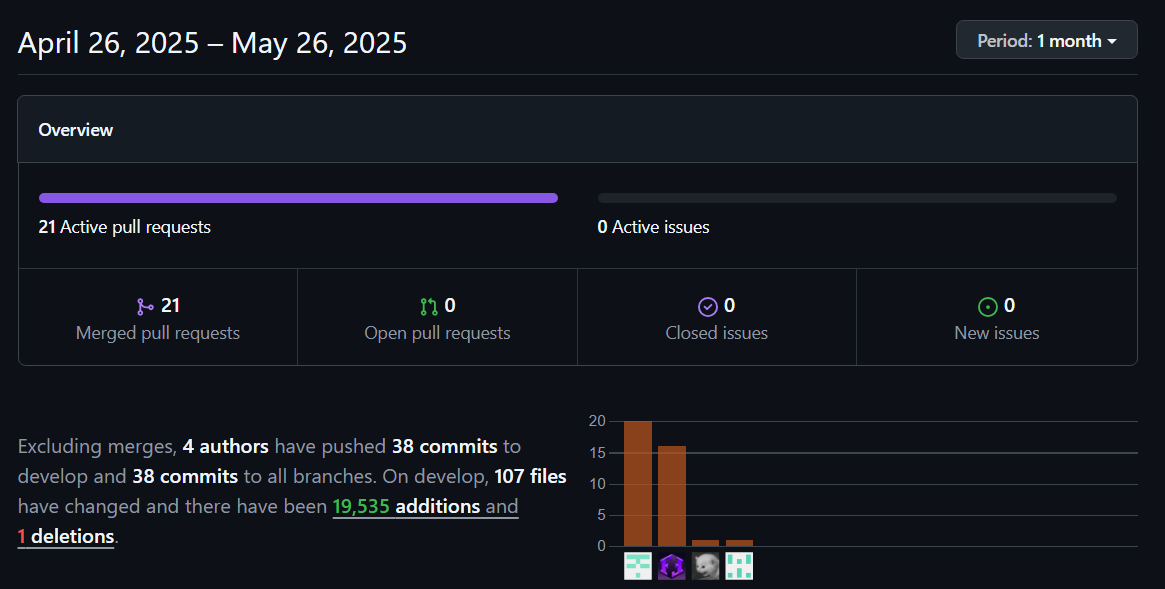 April 26, 2025 – May 26, 2025
Period: 1 month
Overview
21 Active pull requests
0 Active issues
21
Merged pull requests
0
Open pull requests
0
Closed issues
0
New issues
Excluding merges, 4 authors have pushed 38 commits to
develop and 38 commits to all branches. On develop, 107 files
have changed and there have been 19,535 additions and
1 deletions.
20
15
10
5
0